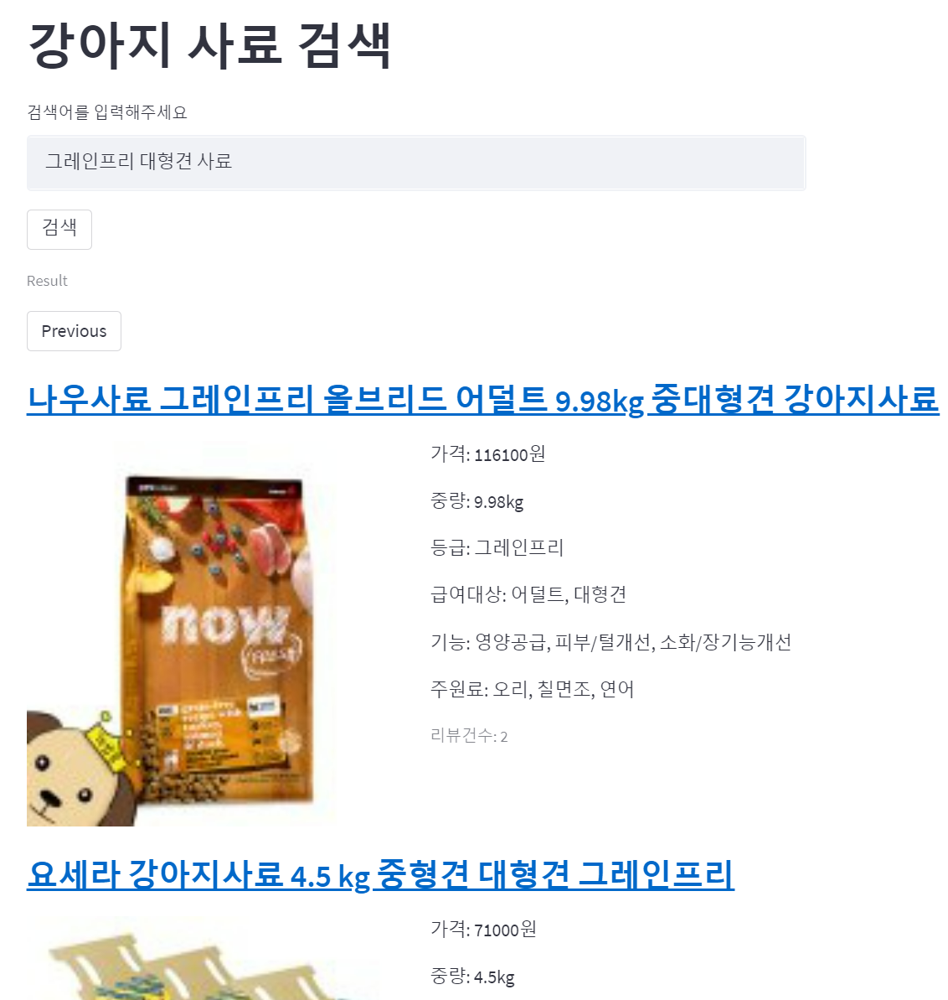 강아지 사료 검색
검색어를 입력해주세요
그레인프리 대형견 사료
검색
Result
Previous
나우사료 그레인프리 올브리드 어덜트 9.98kg 중대형견 강아지사료
now
FRESH
가격: 116100원
중량: 9.98kg
등급: 그레인프리
급여대상: 어덜트, 대형견
기능: 영양공급, 피부/털개선, 소화/장기능개선
주원료: 오리, 칠면조, 연어
리뷰건수: 2
요세라 강아지사료 4.5 kg 중형견 대형견 그레인프리
가격: 71000원
중량: 4.5kg